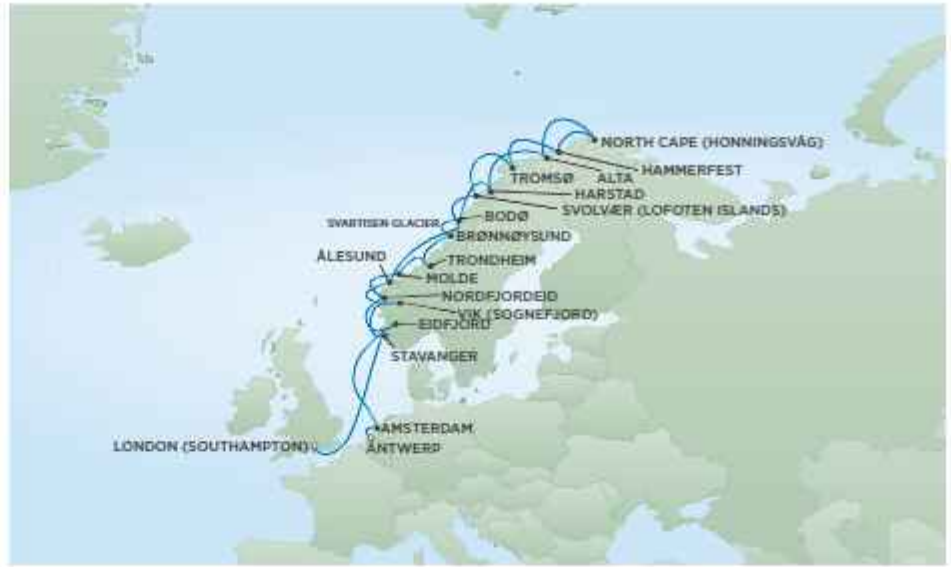 NORTH CAPE (HONNINGSVÅG)
HAMMERFEST
TROMSØ
ALTA
HARSTAD
SVOLVÆR (LOFOTEN ISLANDS)
BODØ
SVARTISEN GLACIER
BRØNNØYSUND
ÅLESUND
TRONDHEIM
MOLDE
NORDFJORDEID
VIK (SOGNEFJORD)
EIDFJORD
STAVANGER
AMSTERDAM
LONDON (SOUTHAMPTON)
ANTWERP